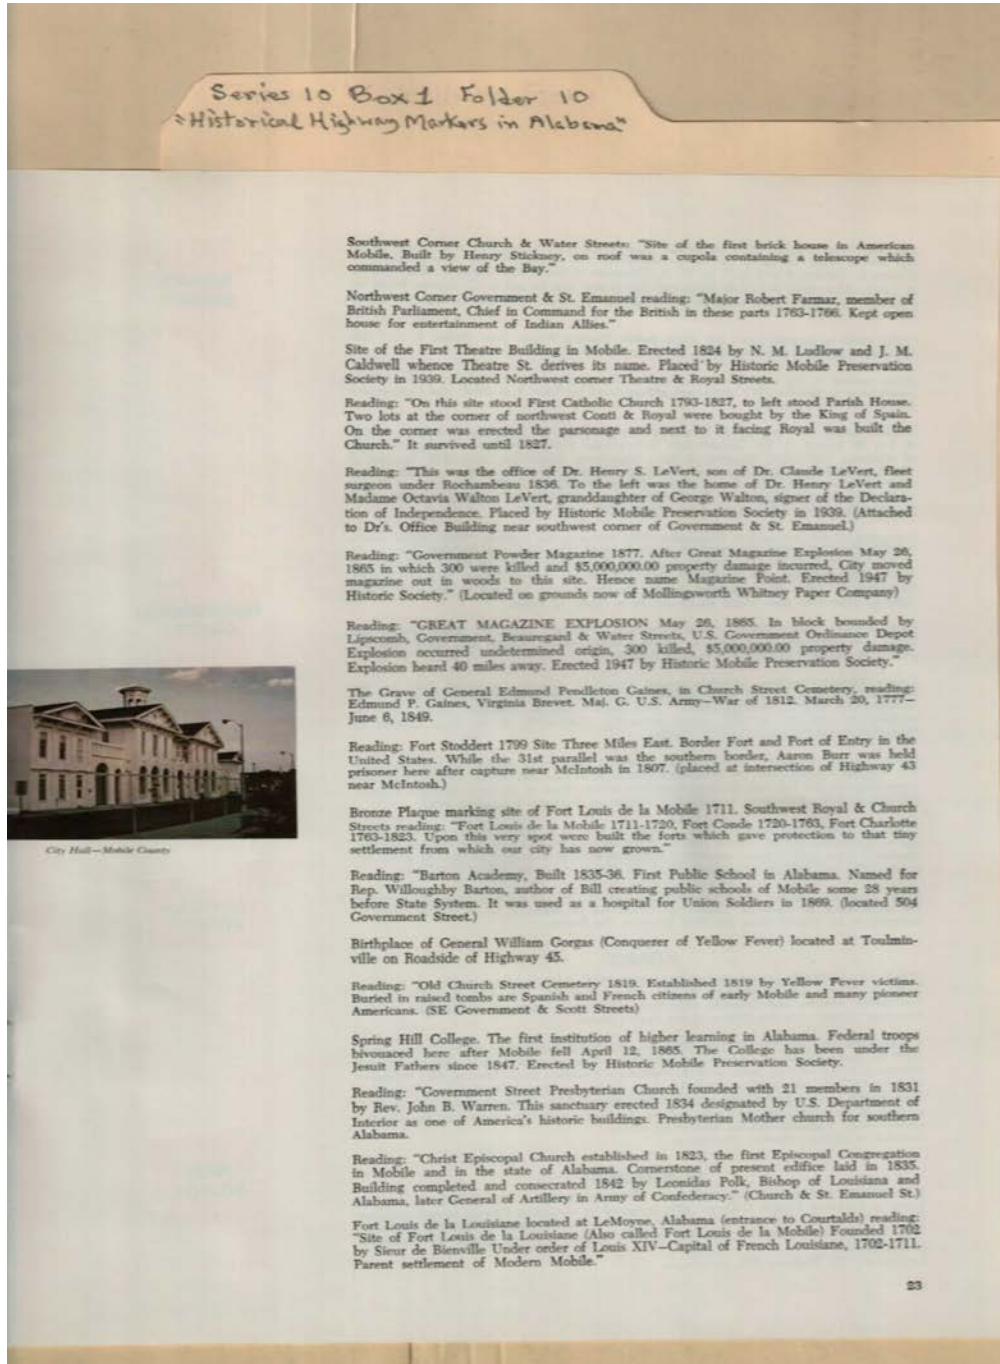 Series 10 Box 1 Folder 10
"Historical Highway Markers in Alabama"
Southwest Corner Church & Water Streets: "Site of the first brick house in American
Mobile, Built by Henry Stickney, on roof was a cupola containing a telescope which
commanded a view of the Bay."
Northwest Corner Government & St. Emanuel reading: "Major Robert Farmar, member of
British Parliament, Chief in Command for the British in these parts 1763-1766. Kept open
house for entertainment of Indian Allies."
Site of the First Theatre Building in Mobile. Erected 1824 by N. M. Ludlow and J. M.
Caldwell whence Theatre St. derives its name. Placed by Historic Mobile Preservation
Society in 1939. Located Northwest corner Theatre & Royal Streets.
Reading: "On this site stood First Catholic Church 1793-1827, to left stood Parish House.
Two lots at the corner of northwest Conti & Royal were bought by the King of Spain.
On the corner was erected the parsonage and next to it facing Royal was built the
Church." It survived until 1827.
Reading: "This was the office of Dr. Henry S. LeVert, son of Dr. Claude LeVert, fleet
surgeon under Rochambeau 1836. To the left was the home of Dr. Henry LeVert and
Madame Octavia Walton LeVert, granddaughter of George Walton, signer of the Declara-
tion of Independence. Placed by Historic Mobile Preservation Society in 1939. (Attached
to Dr's. Office Building near southwest corner of Government & St. Emanuel.)
Reading: "Government Powder Magazine 1877. After Great Magazine Explosion May 26,
1865 in which 300 were killed and $5,000,000.00 property damage incurred, City moved
magazine out in woods to this site. Hence name Magazine Point. Erected 1947 by
Historic Society." (Located on grounds now of Mollingsworth Whitney Paper Company)
Reading: "GREAT MAGAZINE EXPLOSION May 26, 1865. In block bounded by
Lipscomb, Government, Beauregard & Water Streets, U.S. Government Ordinance Depot
Explosion occurred undetermined origin, 300 killed, $5,000,000.00 property damage.
Explosion heard 40 miles away. Erected 1947 by Historic Mobile Preservation Society."
The Grave of General Edmund Pendleton Gaines, in Church Street Cemetery, reading:
Edmund P. Gaines, Virginia Brevet. Maj. G. U.S. Army—War of 1812. March 20, 1777—
June 6, 1849.
Reading: Fort Stoddert 1799 Site Three Miles East. Border Fort and Port of Entry in the
United States. While the 31st parallel was the southern border, Aaron Burr was held
prisoner here after capture near McIntosh in 1807. (placed at intersection of Highway 43
near McIntosh.)
Bronze Plaque marking site of Fort Louis de la Mobile 1711. Southwest Royal & Church
Streets reading: "Fort Louis de la Mobile 1711-1720, Fort Conde 1720-1763, Fort Charlotte
1763-1823. Upon this very spot were built the forts which gave protection to that tiny
settlement from which our city has now grown."
City Hall—Mobile County
Reading: "Barton Academy, Built 1835-36. First Public School in Alabama. Named for
Rep. Willoughby Barton, author of Bill creating public schools of Mobile some 28 years
before State System. It was used as a hospital for Union Soldiers in 1869. (located 504
Government Street.)
Birthplace of General William Gorgas (Conquerer of Yellow Fever) located at Toulmin-
ville on Roadside of Highway 45.
Reading: "Old Church Street Cemetery 1819. Established 1819 by Yellow Fever victims.
Buried in raised tombs are Spanish and French citizens of early Mobile and many pioneer
Americans. (SE Government & Scott Streets)
Spring Hill College. The first institution of higher learning in Alabama. Federal troops
bivouaced here after Mobile fell April 12, 1865. The College has been under the
Jesuit Fathers since 1847. Erected by Historic Mobile Preservation Society.
Reading: "Government Street Presbyterian Church founded with 21 members in 1831
by Rev. John B. Warren. This sanctuary erected 1834 designated by U.S. Department of
Interior as one of America's historic buildings. Presbyterian Mother church for southern
Alabama.
Reading: "Christ Episcopal Church established in 1823, the first Episcopal Congregation
in Mobile and in the state of Alabama. Cornerstone of present edifice laid in 1835.
Building completed and consecrated 1842 by Leonidas Polk, Bishop of Louisiana and
Alabama, later General of Artillery in Army of Confederacy." (Church & St. Emanuel St.)
Fort Louis de la Louisiane located at LeMoyne, Alabama (entrance to Courtalds) reading:
"Site of Fort Louis de la Louisiane (Also called Fort Louis de la Mobile) Founded 1702
by Sieur de Bienville Under order of Louis XIV—Capital of French Louisiane, 1702-1711.
Parent settlement of Modern Mobile."
23